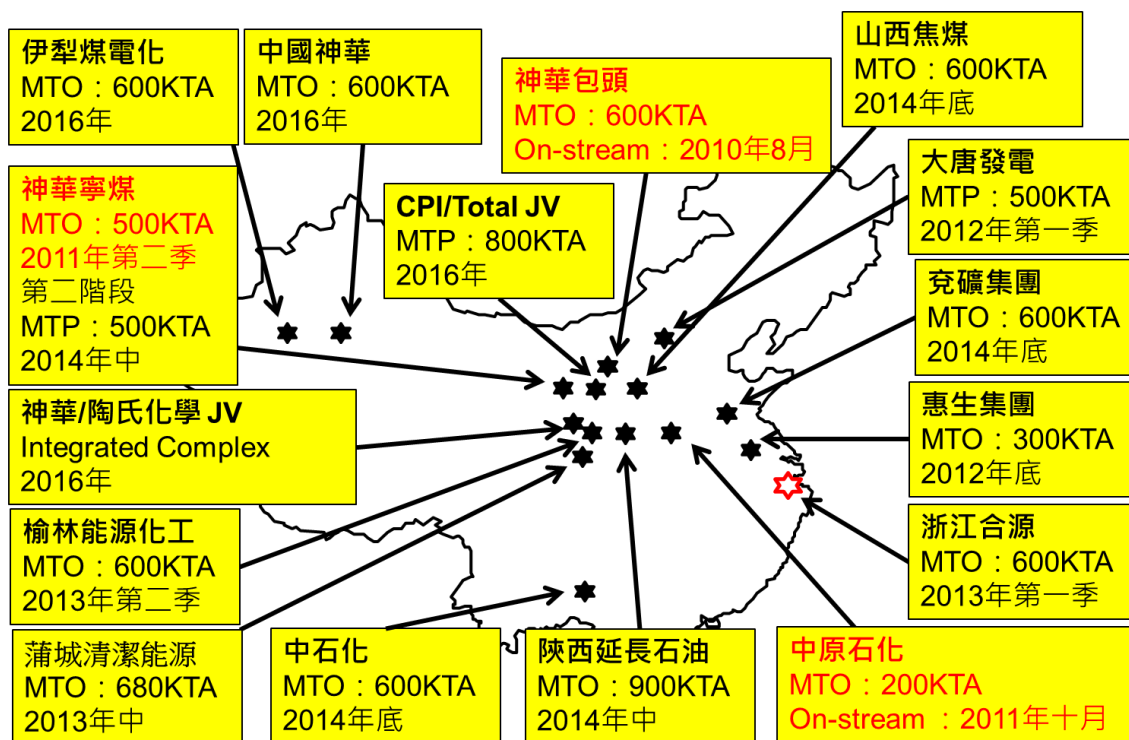 伊犁煤電化
MTO：600KTA
2016年
中國神華
MTO：600KTA
2016年
神華包頭
MTO：600KTA
On-stream：2010年8月
山西焦煤
MTO：600KTA
2014年底
神華寧煤
MTO：500KTA
2011年第二季
第二階段
MTP：500KTA
2014年中
CPI/Total JV
MTP：800KTA
2016年
大唐發電
MTP：500KTA
2012年第一季
兗礦集團
MTO：600KTA
2014年底
神華/陶氏化學 JV
Integrated Complex
2016年
惠生集團
MTO：300KTA
2012年底
榆林能源化工
MTO：600KTA
2013年第二季
浙江合源
MTO：600KTA
2013年第一季
蒲城清潔能源
MTO：680KTA
2013年中
中石化
MTO：600KTA
2014年底
陝西延長石油
MTO：900KTA
2014年中
中原石化
MTO：200KTA
On-stream ：2011年十月